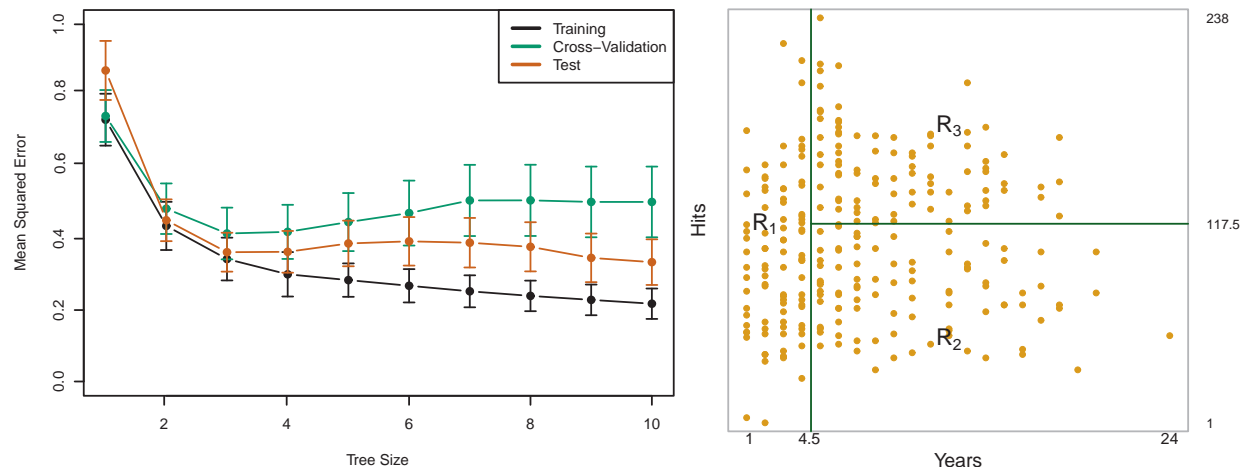 Training
Cross−Validation
Test
1.0
0.8
0.6
0.4
0.2
0.0
Mean Squared Error
2 4 6 8 10
Tree Size
238
R3
Hits
R1
117.5
R2
1
1 4.5 24
Years